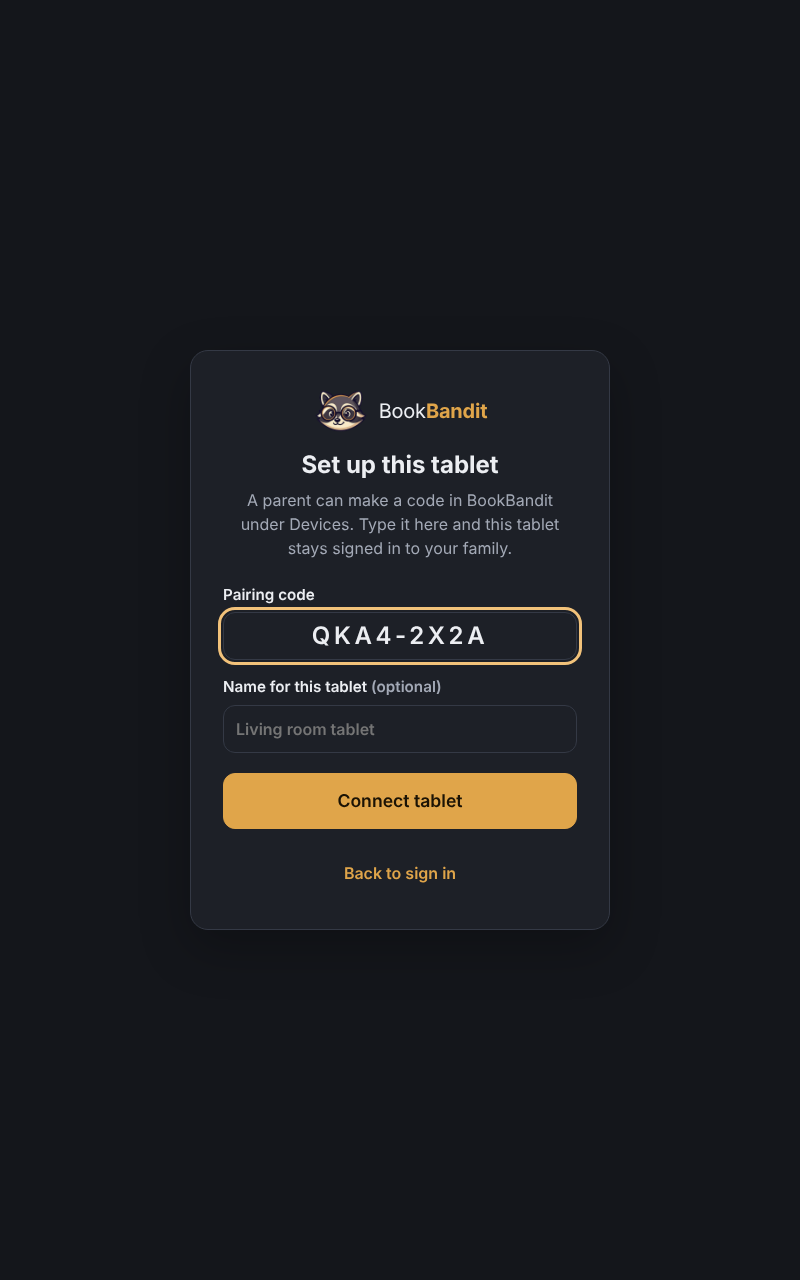 BookBandit
Set up this tablet
A parent can make a code in BookBandit
under Devices. Type it here and this tablet
stays signed in to your family.
Pairing code
QKA4-2X2A
Name for this tablet (optional)
Living room tablet
Connect tablet
Back to sign in